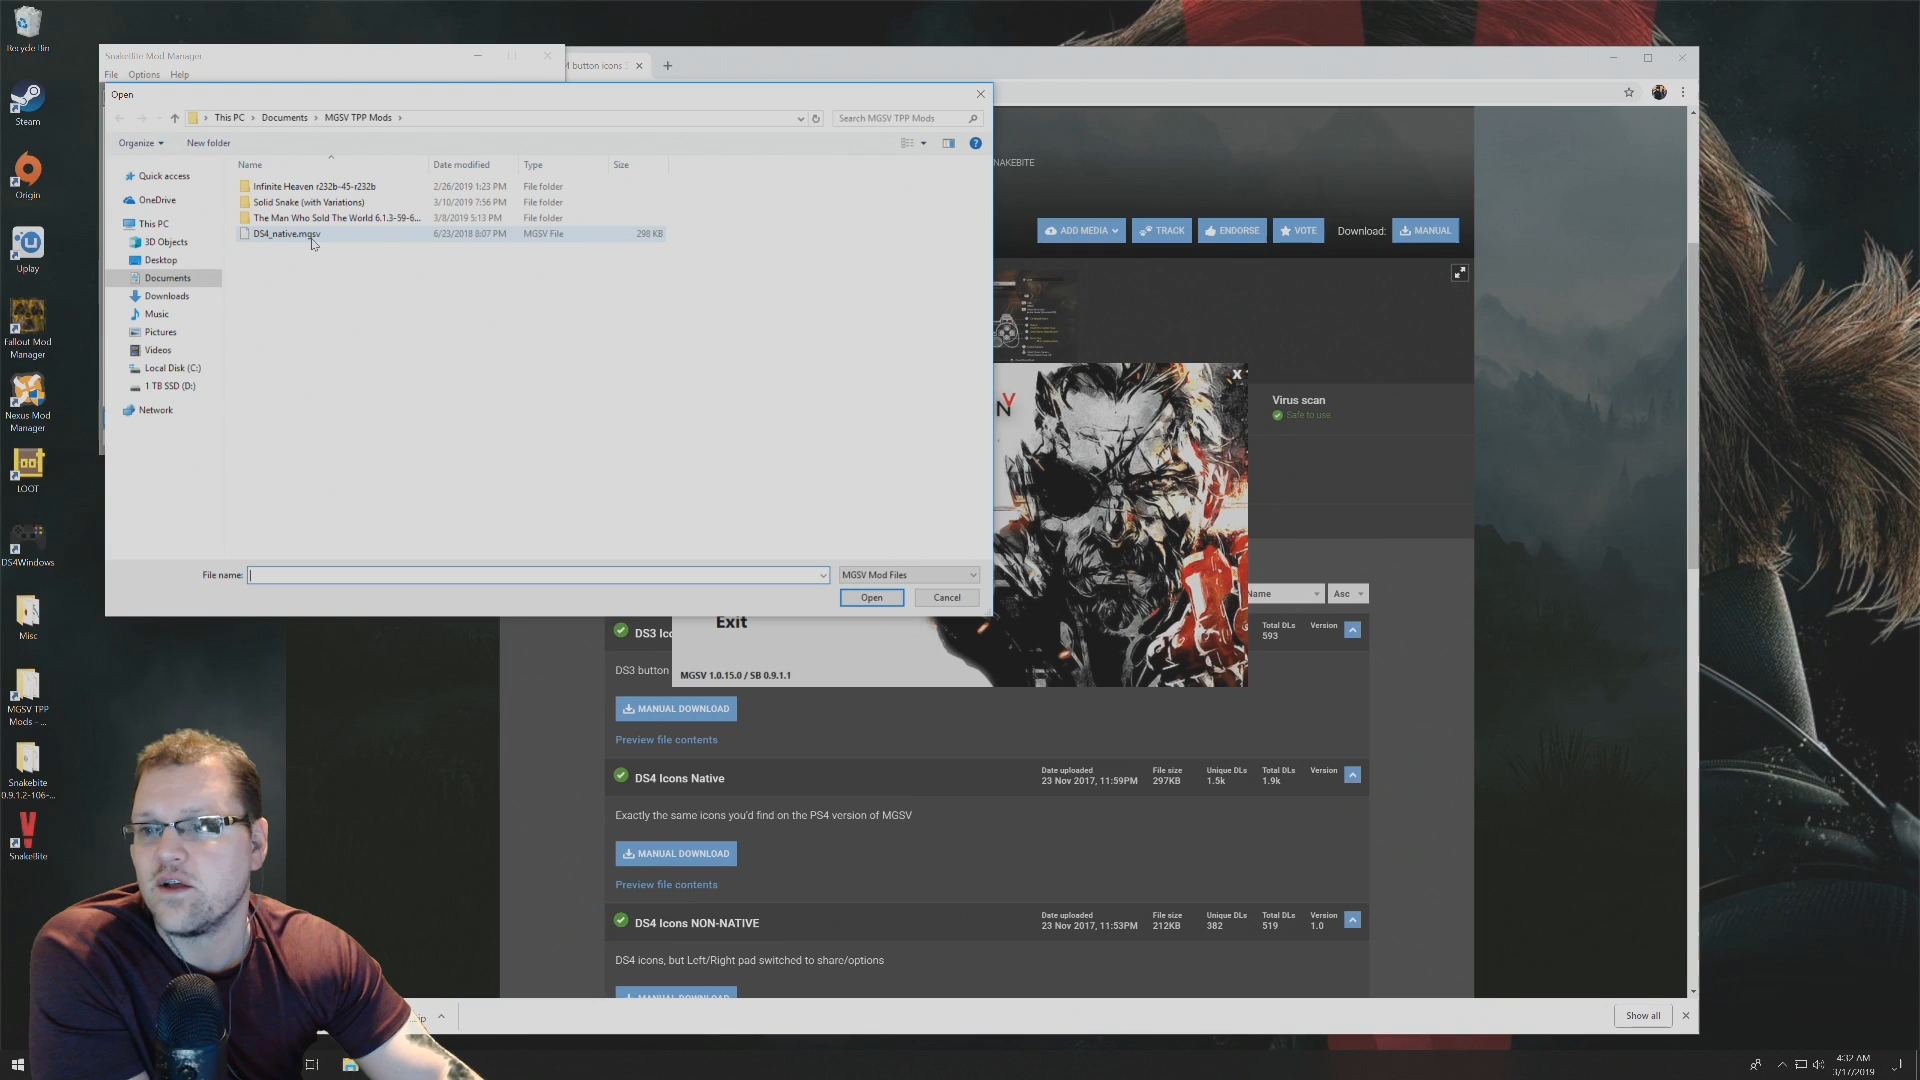 Recycle Bin
Steam
Origin
Uplay
Fallout Mod
Manager
Nexus Mod
Manager
LOOT
DS4Windows
Misc
MGSV TPP
Mods - ...
Snakebite
0.9.1.2-106-...
SnakeBite
SnakeBite Mod Manager
File Options Help
button icons
Open
This PC > Documents > MGSV TPP Mods >
Search MGSV TPP Mods
Organize
New folder
Quick access
OneDrive
This PC
3D Objects
Desktop
Documents
Downloads
Music
Pictures
Videos
Local Disk (C:)
1 TB SSD (D:)
Network
Name Date modified Type Size
Infinite Heaven r232b-45-r232b 2/26/2019 1:23 PM File folder
Solid Snake (with Variations) 3/10/2019 7:56 PM File folder
The Man Who Sold The World 6.1.3-59-6... 3/8/2019 5:13 PM File folder
DS4_native.mgsv 6/23/2018 8:07 PM MGSV File 298 KB
File name:
MGSV Mod Files
Open
Cancel
NAKEBITE
ADD MEDIA
TRACK
ENDORSE
VOTE
Download:
MANUAL
Virus scan
Safe to use
N V
X
Exit
MGSV 1.0.15.0 / SB 0.9.1.1
Name
Asc
DS3 Ic
Total DLs
593
Version
DS3 button
MANUAL DOWNLOAD
Preview file contents
DS4 Icons Native
Date uploaded
23 Nov 2017, 11:59PM
File size
297KB
Unique DLs
1.5k
Total DLs
1.9k
Version
Exactly the same icons you'd find on the PS4 version of MGSV
MANUAL DOWNLOAD
Preview file contents
DS4 Icons NON-NATIVE
Date uploaded
23 Nov 2017, 11:53PM
File size
212KB
Unique DLs
382
Total DLs
519
Version
1.0
DS4 icons, but Left/Right pad switched to share/options
MANUAL DOWNLOAD
Show all
4:32 AM
3/17/2019